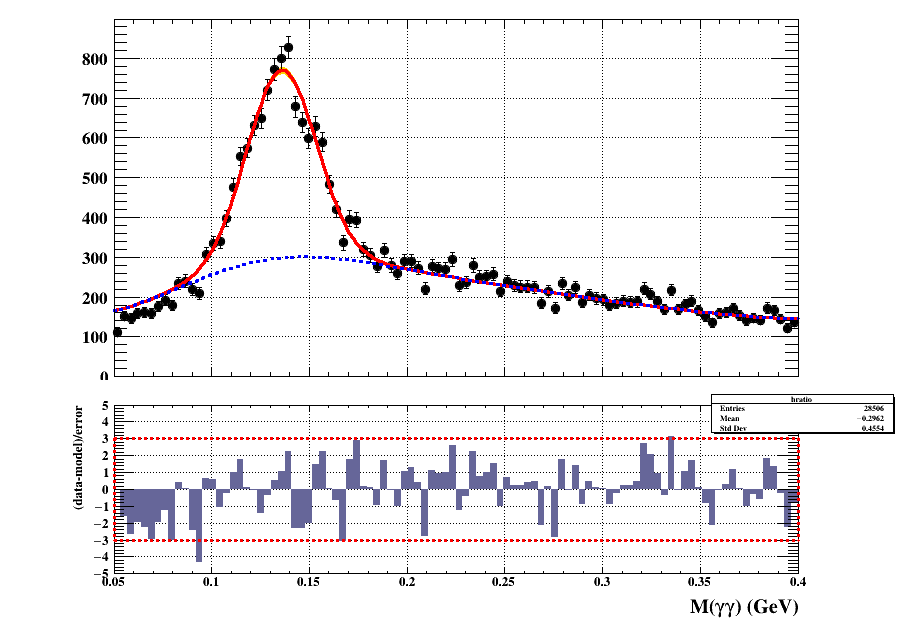 800
700
600
500
400
300
200
100
0
hratio
Entries 28506
Mean −0.2962
Std Dev 0.4554
(data-model)/error
5
4
3
2
1
0
−1
−2
−3
−4
−5
0.05 0.1 0.15 0.2 0.25 0.3 0.35 0.4
M(γγ) (GeV)